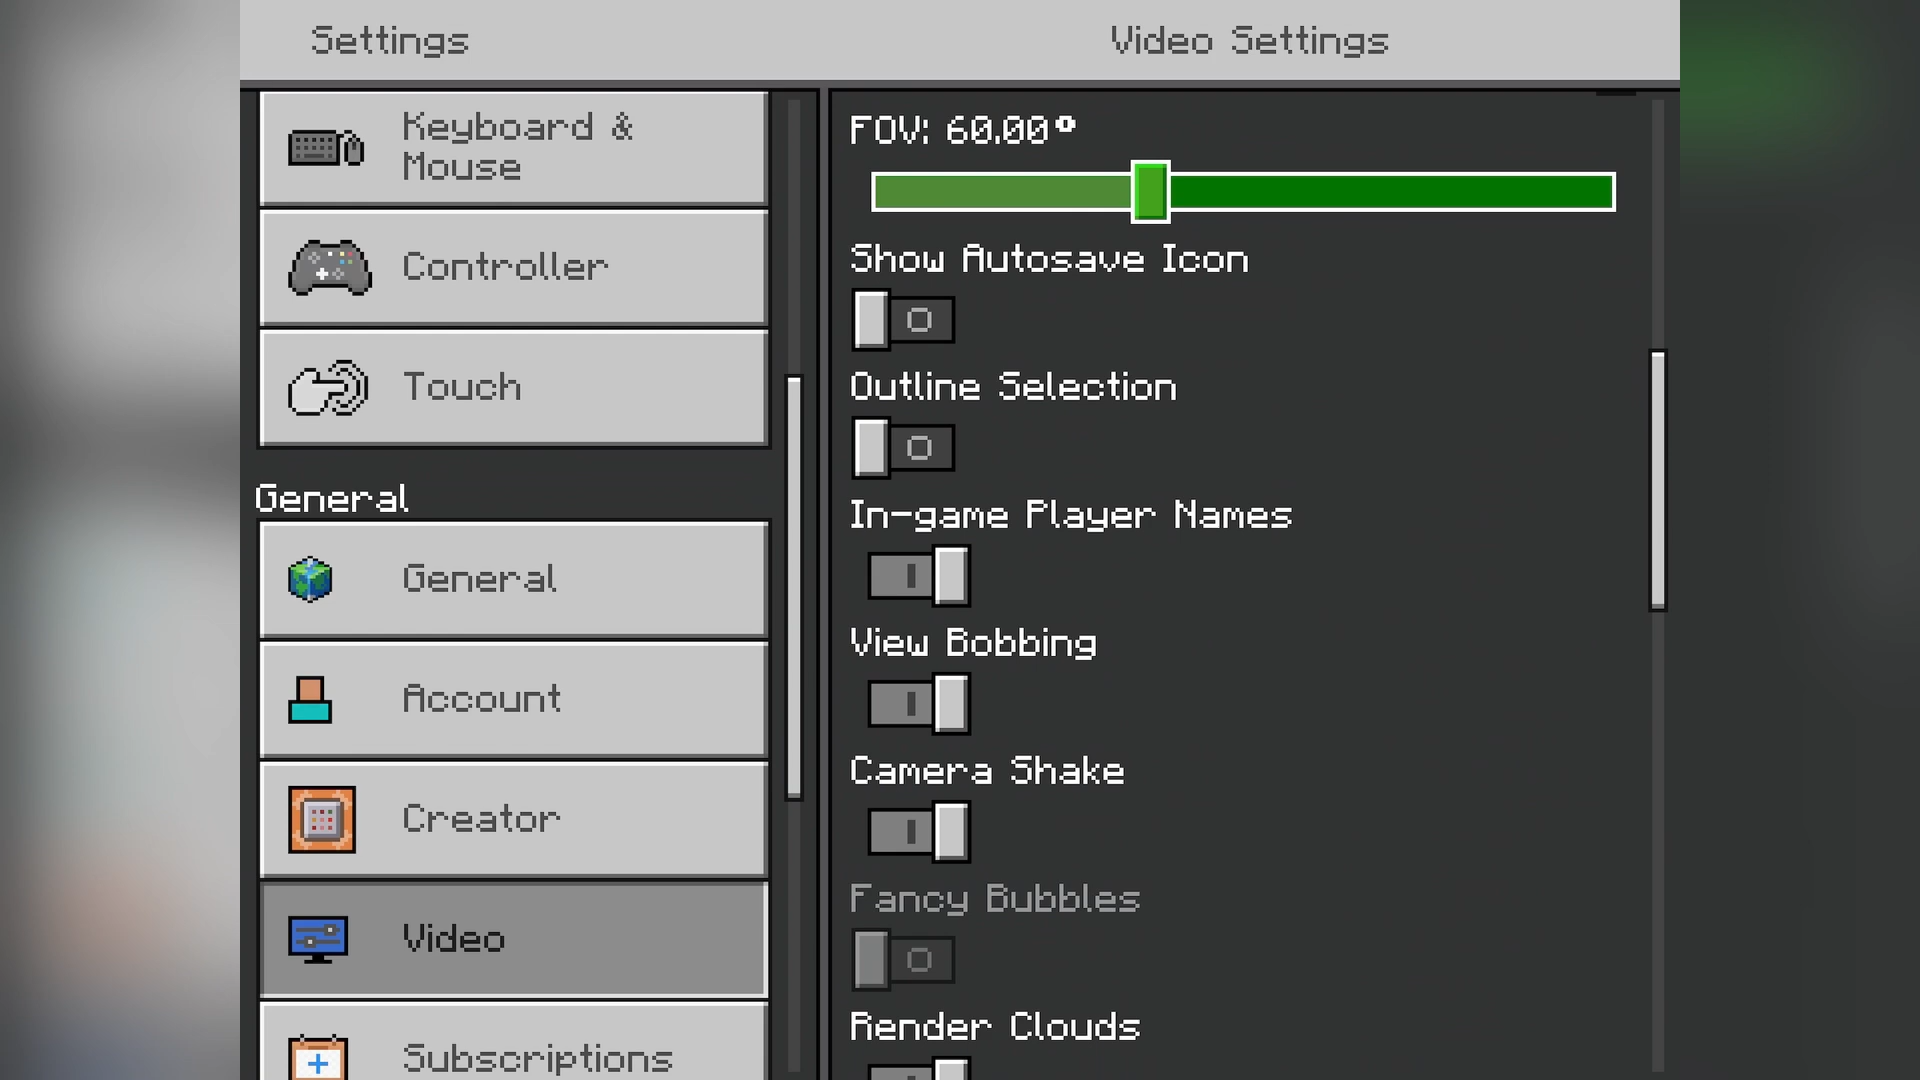 Settings
Video Settings
Keyboard &
Mouse
Controller
Touch
General
General
Account
Creator
Video
Subscriptions
FOV: 60.00°
Show Autosave Icon
Outline Selection
In-game Player Names
View Bobbing
Camera Shake
Fancy Bubbles
Render Clouds